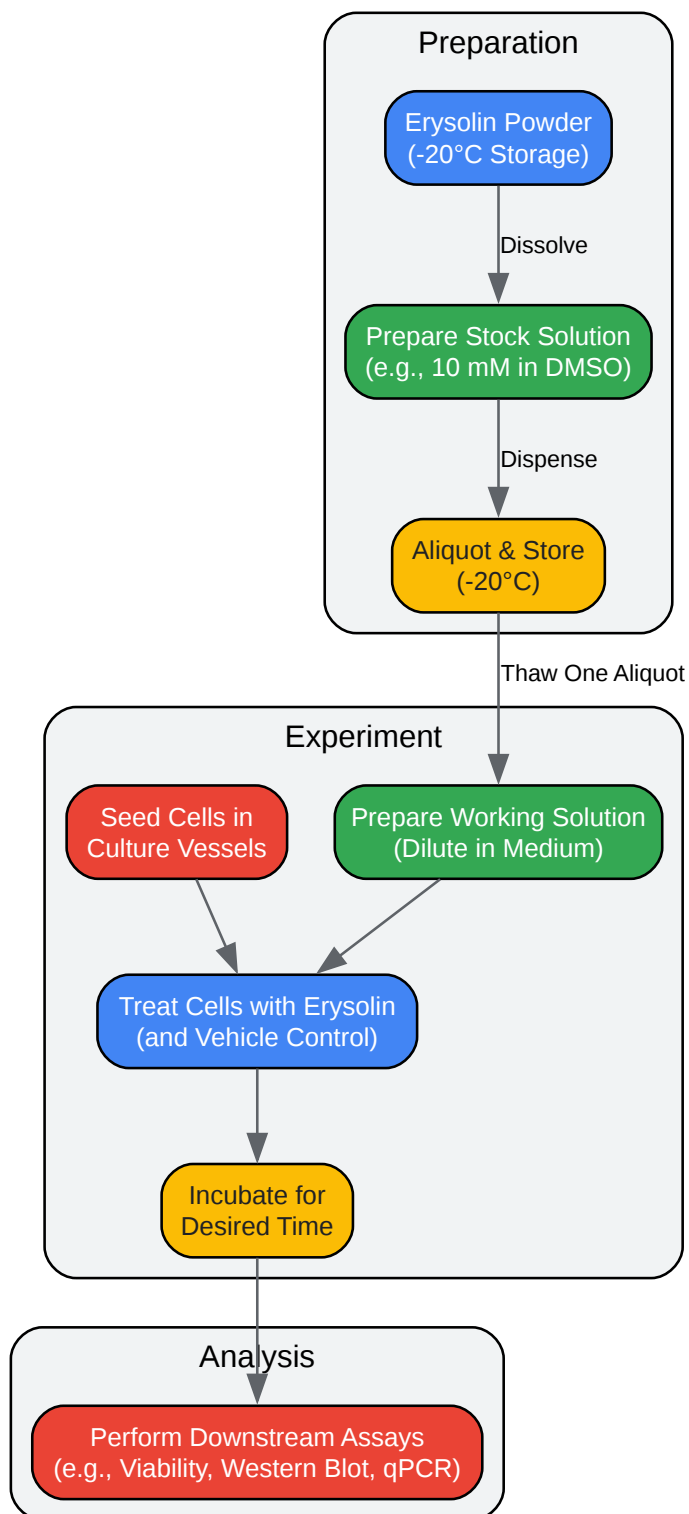 Preparation
Erysolin Powder
(-20°C Storage)
Dissolve
Prepare Stock Solution
(e.g., 10 mM in DMSO)
Dispense
Aliquot & Store
(-20°C)
Thaw One Aliquot
Experiment
Seed Cells in
Culture Vessels
Prepare Working Solution
(Dilute in Medium)
Treat Cells with Erysolin
(and Vehicle Control)
Incubate for
Desired Time
Analysis
Perform Downstream Assays
(e.g., Viability, Western Blot, qPCR)